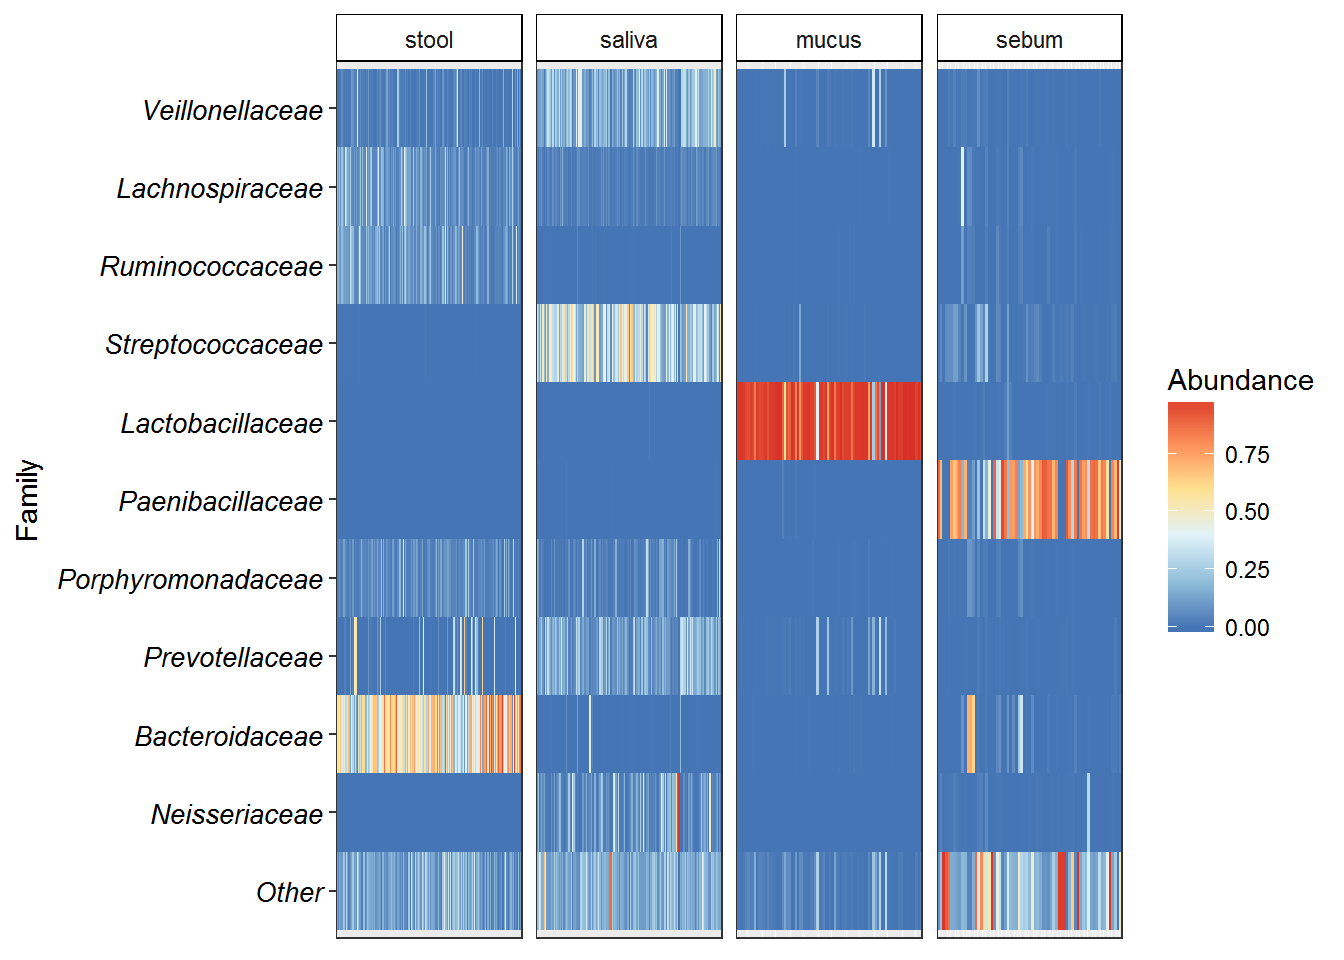 stool
saliva
mucus
sebum
Veillonellaceae
Lachnospiraceae
Ruminococcaceae
Streptococcaceae
Lactobacillaceae
Paenibacillaceae
Porphyromonadaceae
Prevotellaceae
Bacteroidaceae
Neisseriaceae
Other
Family
Abundance
0.75
0.50
0.25
0.00